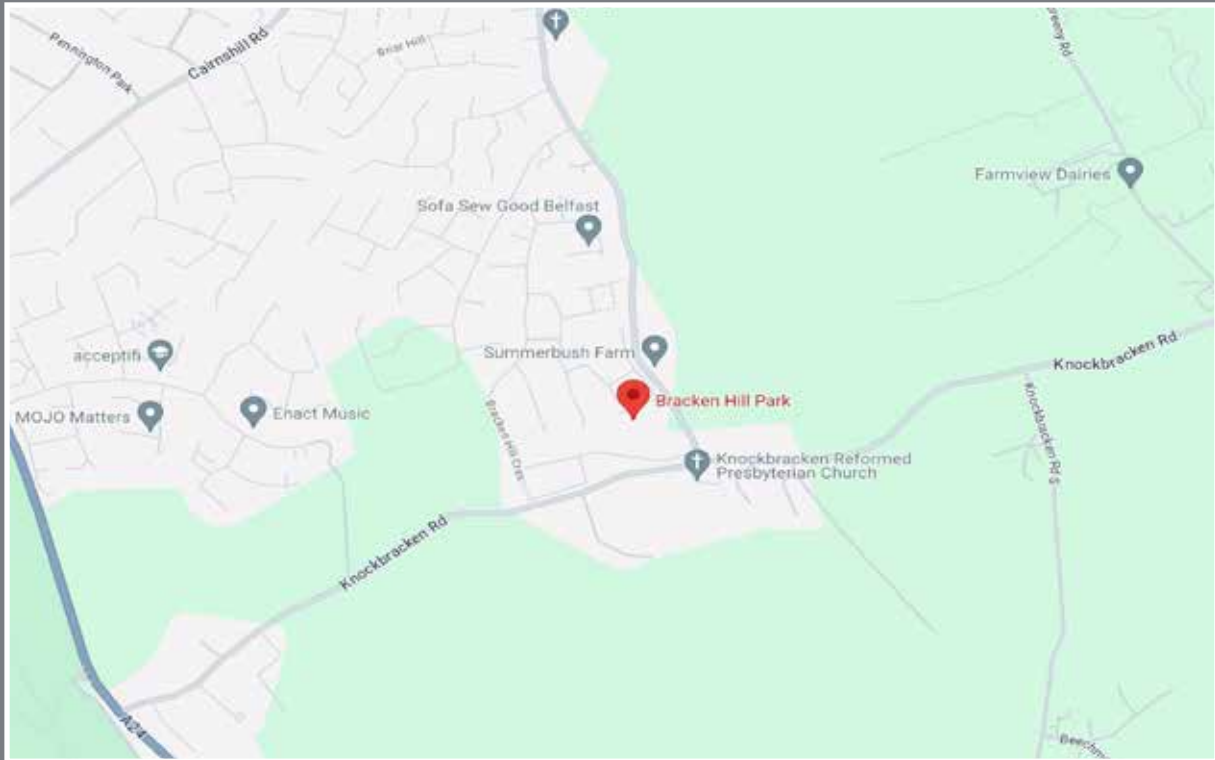 Briar Hill
Cairnshill Rd
Pennington Park
Farmview Dairies
Sofa Sew Good Belfast
Summerbush Farm
acceptifi
Knockbracken Rd
Bracken Hill Park
MOJO Matters
Enact Music
Bracken Hill Cres
Knockbracken Rd S
Knockbracken Reformed
Presbyterian Church
Knockbracken Rd
A24